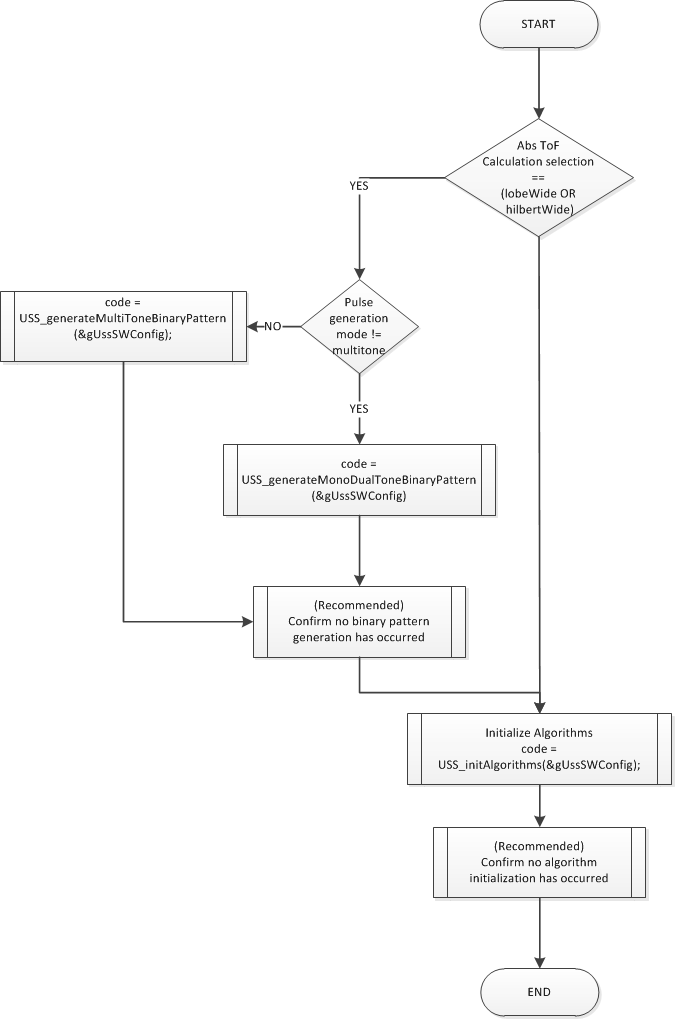 START
Abs ToF
Calculation selection
==
(lobeWide OR
hilbertWide)
YES
Pulse
generation
mode !=
multitone
NO
code =
USS_generateMultiToneBinaryPattern
(&gUssSWConfig);
YES
code =
USS_generateMonoDualToneBinaryPattern
(&gUssSWConfig)
(Recommended)
Confirm no binary pattern
generation has occurred
Initialize Algorithms
code =
USS_initAlgorithms(&gUssSWConfig);
(Recommended)
Confirm no algorithm
initialization has occurred
END